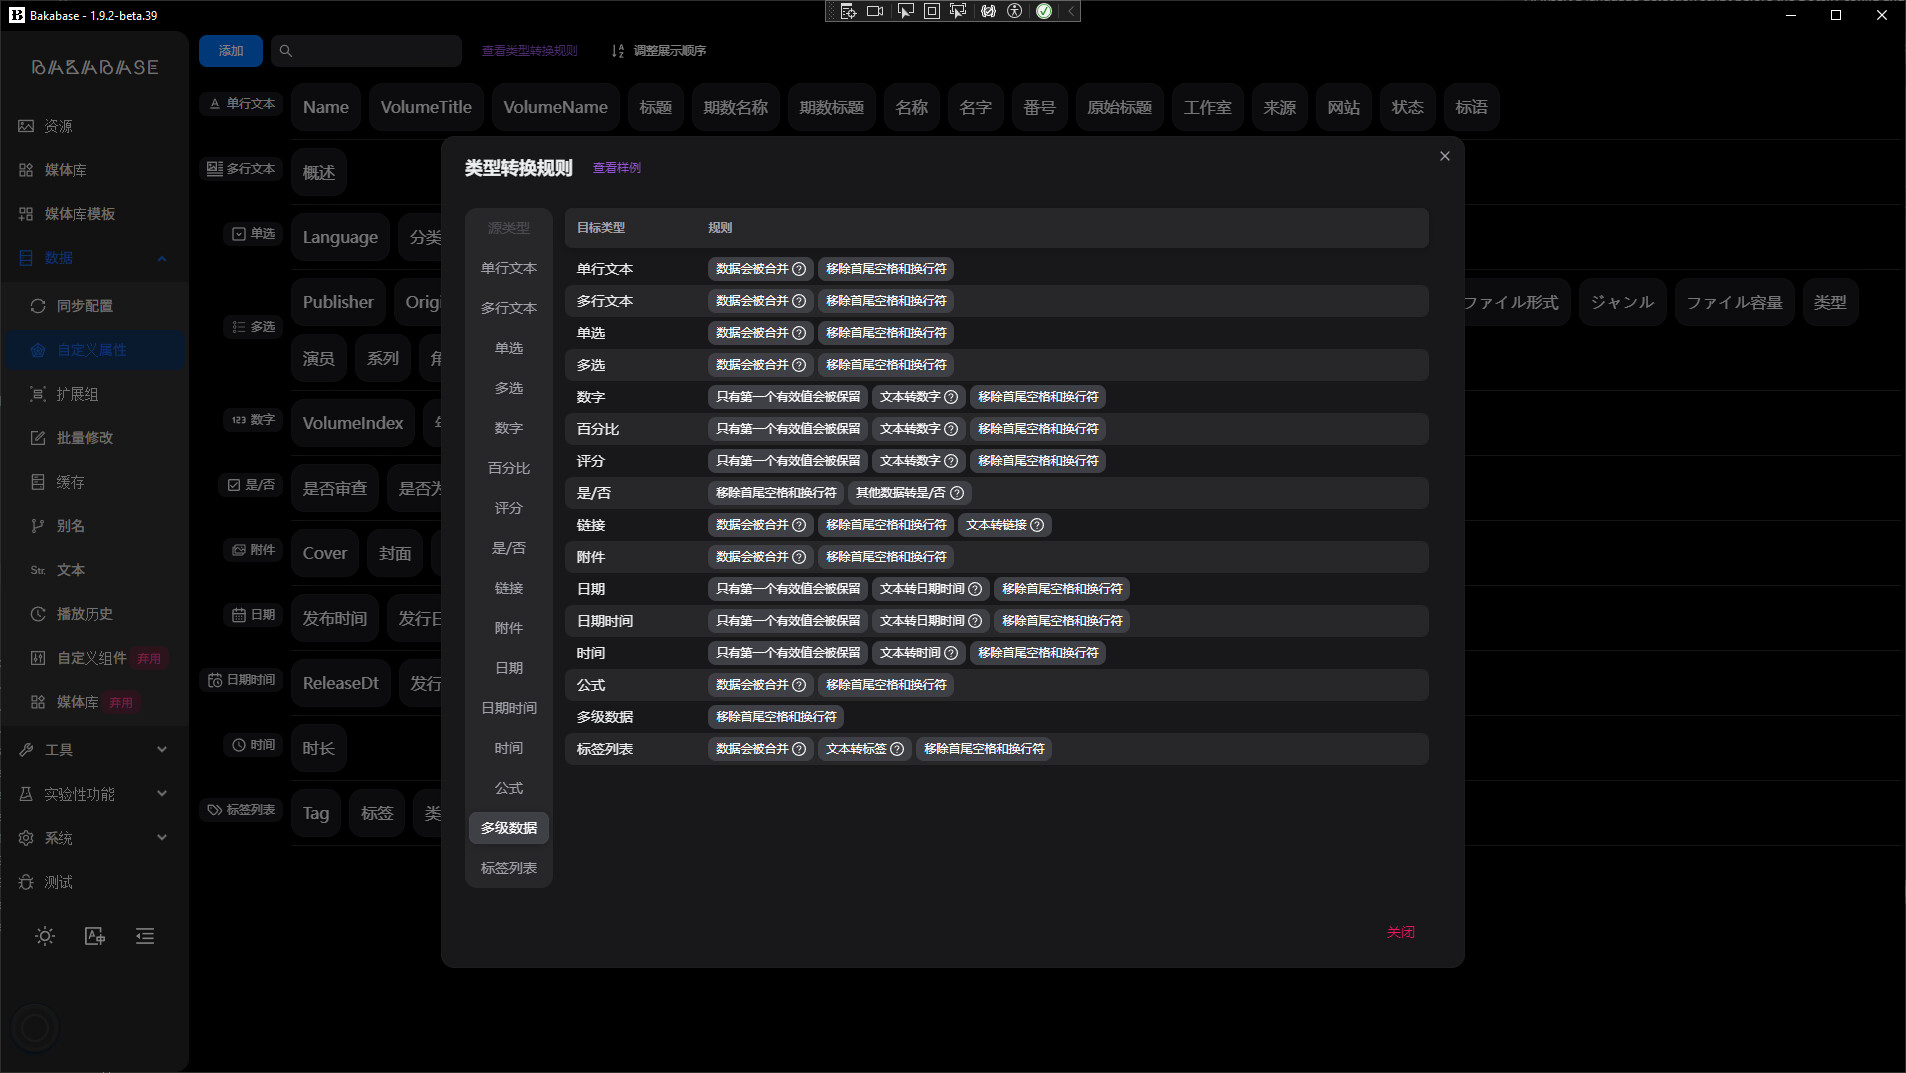 Bakabase - 1.9.2-beta.39
BAKABASE
添加
查看类型转换规则
调整展示顺序
资源
媒体库
媒体库模板
数据
同步配置
自定义属性
扩展组
批量修改
缓存
别名
Str. 文本
播放历史
自定义组件 弃用
媒体库 弃用
工具
实验性功能
系统
测试
单行文本
Name
VolumeTitle
VolumeName
标题
期数名称
期数标题
名称
名字
番号
原始标题
工作室
来源
网站
状态
标语
多行文本
概述
单选
Language
分类
多选
Publisher
ファイル形式
ジャンル
ファイル容量
类型
演员
系列
123 数字
VolumeIndex
是/否
是否审查
是否为
附件
Cover
封面
日期
发布时间
发行日
日期时间
ReleaseDt
发行
时间
时长
标签列表
Tag
标签
类型转换规则
查看样例
源类型
单行文本
多行文本
单选
多选
数字
百分比
评分
是/否
链接
附件
日期
日期时间
时间
公式
多级数据
标签列表
目标类型 规则
单行文本 数据会被合并 移除首尾空格和换行符
多行文本 数据会被合并 移除首尾空格和换行符
单选 数据会被合并 移除首尾空格和换行符
多选 数据会被合并 移除首尾空格和换行符
数字 只有第一个有效值会被保留 文本转数字 移除首尾空格和换行符
百分比 只有第一个有效值会被保留 文本转数字 移除首尾空格和换行符
评分 只有第一个有效值会被保留 文本转数字 移除首尾空格和换行符
是/否 移除首尾空格和换行符 其他数据转是/否
链接 数据会被合并 移除首尾空格和换行符 文本转链接
附件 数据会被合并 移除首尾空格和换行符
日期 只有第一个有效值会被保留 文本转日期时间 移除首尾空格和换行符
日期时间 只有第一个有效值会被保留 文本转日期时间 移除首尾空格和换行符
时间 只有第一个有效值会被保留 文本转时间 移除首尾空格和换行符
公式 数据会被合并 移除首尾空格和换行符
多级数据 移除首尾空格和换行符
标签列表 数据会被合并 文本转标签 移除首尾空格和换行符
关闭